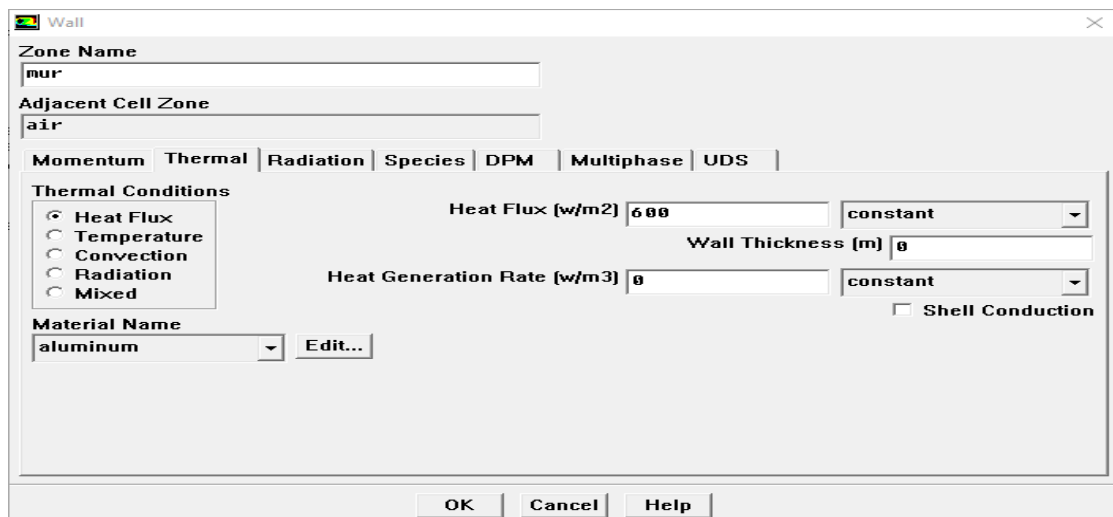 Wall
Zone Name
mur
Adjacent Cell Zone
air
Momentum Thermal Radiation Species DPM Multiphase UDS
Thermal Conditions
Heat Flux
Temperature
Convection
Radiation
Mixed
Heat Flux (w/m2) 600 constant
Wall Thickness (m) 0
Heat Generation Rate (w/m3) 0 constant
Shell Conduction
Material Name
aluminum Edit...
OK Cancel Help